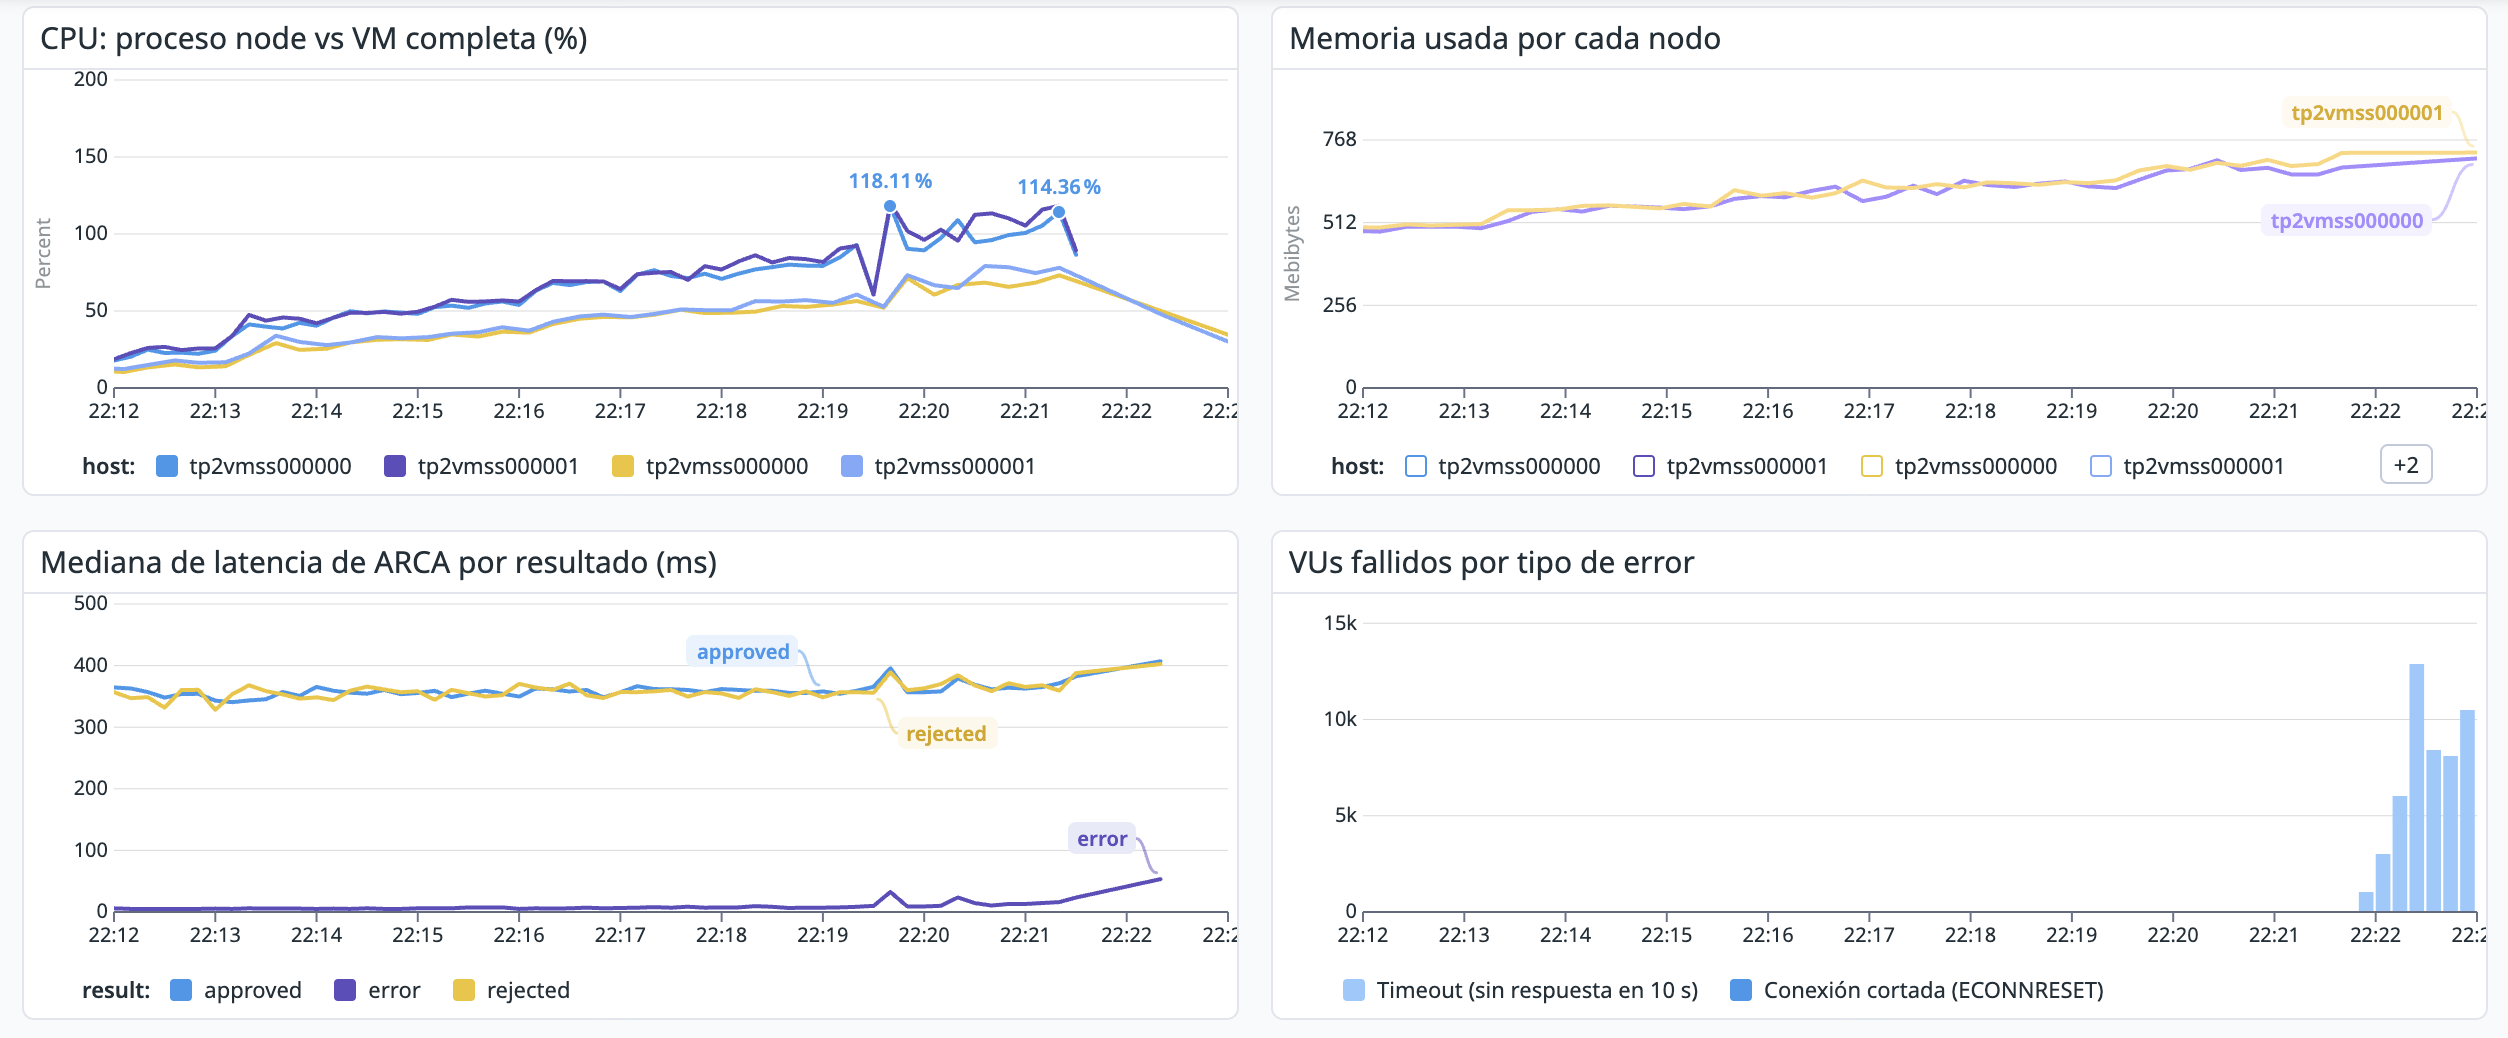 CPU: proceso node vs VM completa (%)
200
150
100
50
0
Percent
118.11%
114.36%
22:12 22:13 22:14 22:15 22:16 22:17 22:18 22:19 22:20 22:21 22:22 22:2
host: tp2vmss000000 tp2vmss000001 tp2vmss000000 tp2vmss000001
Memoria usada por cada nodo
768
512
256
0
Mebibytes
tp2vmss000001
tp2vmss000000
22:12 22:13 22:14 22:15 22:16 22:17 22:18 22:19 22:20 22:21 22:22 22:2
host: tp2vmss000000 tp2vmss000001 tp2vmss000000 tp2vmss000001 +2
Mediana de latencia de ARCA por resultado (ms)
500
400
300
200
100
0
approved
rejected
error
22:12 22:13 22:14 22:15 22:16 22:17 22:18 22:19 22:20 22:21 22:22 22:2
result: approved error rejected
VUs fallidos por tipo de error
15k
10k
5k
0
22:12 22:13 22:14 22:15 22:16 22:17 22:18 22:19 22:20 22:21 22:22 22:2
Timeout (sin respuesta en 10 s) Conexión cortada (ECONNRESET)